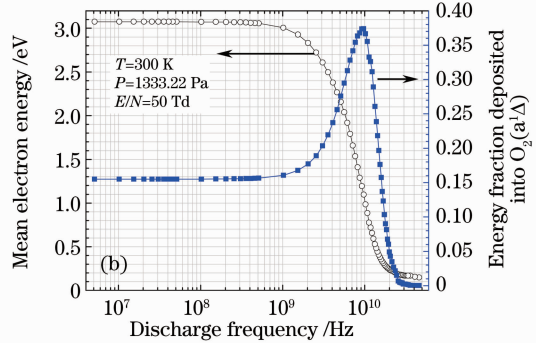 Mean electron energy /eV
3.0
2.5
2.0
1.5
1.0
0.5
0
T=300 K
P=1333.22 Pa
E/N=50 Td
(b)
10⁷
10⁸
10⁹
10¹⁰
Discharge frequency /Hz
0.40
0.35
0.30
0.25
0.20
0.15
0.10
0.05
0
Energy fraction deposited
into O₂(a¹Δ)